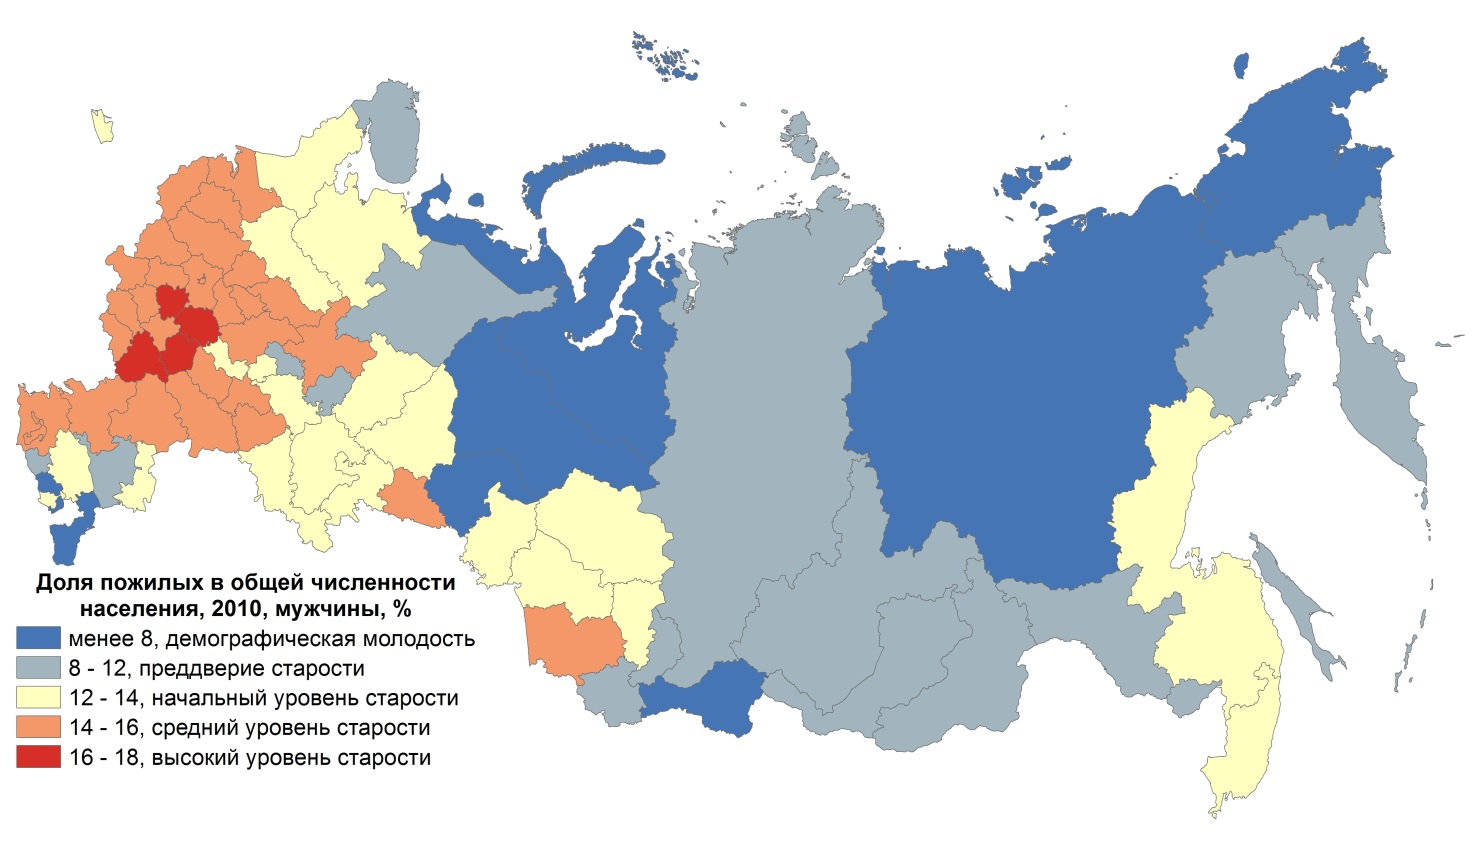 Доля пожилых в общей численности
населения, 2010, мужчины, %
менее 8, демографическая молодость
8 - 12, преддверие старости
12 - 14, начальный уровень старости
14 - 16, средний уровень старости
16 - 18, высокий уровень старости